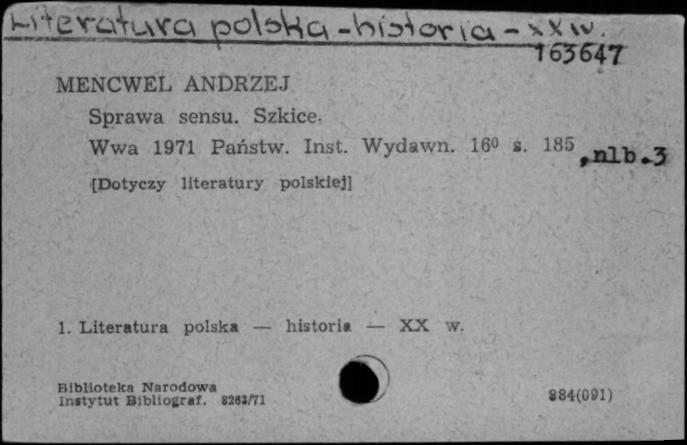 Literatura polska - historia - XX w.
163647
MENCWEL ANDRZEJ
Sprawa sensu. Szkice.
Wwa 1971 Państw. Inst. Wydawn. 16⁰ s. 185, nlb. 3
[Dotyczy literatury polskiej]
1. Literatura polska — historia — XX w.
Biblioteka Narodowa
Instytut Bibliograf. 8263/71
884(091)